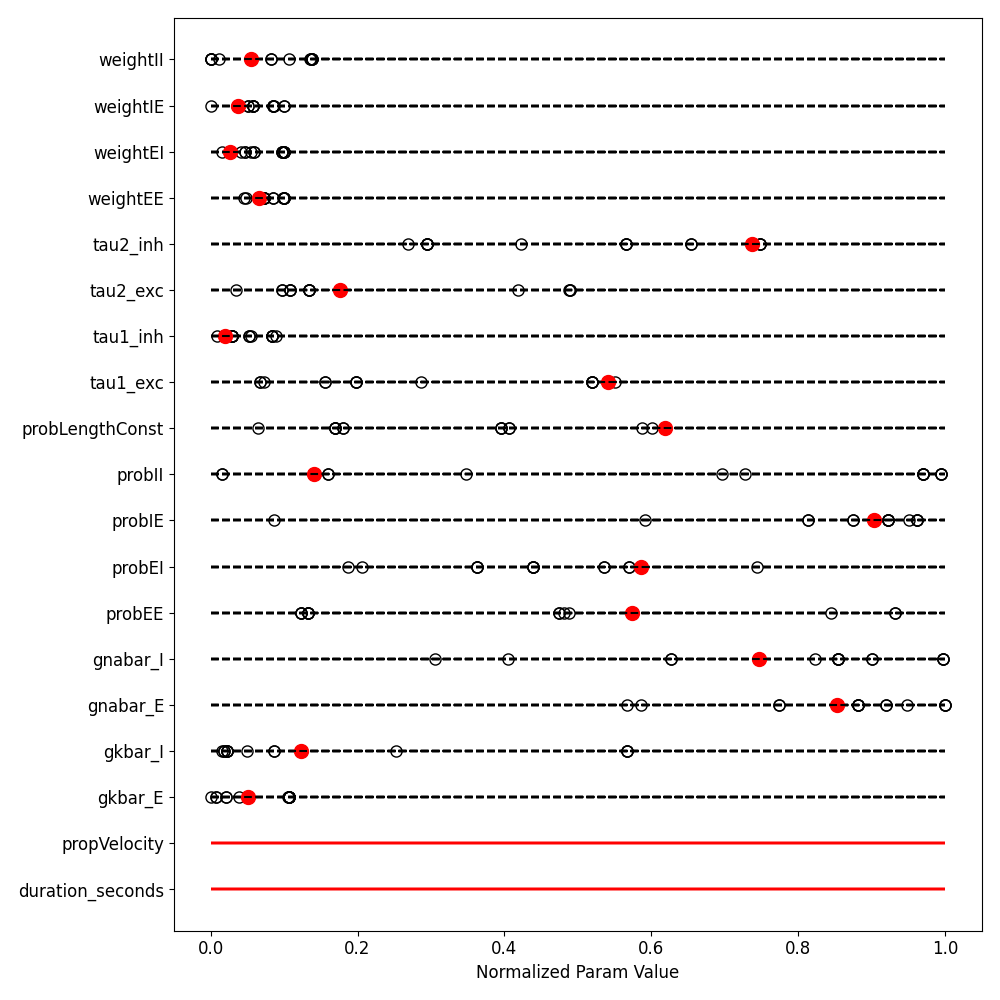 weightII
weightIE
weightEI
weightEE
tau2_inh
tau2_exc
tau1_inh
tau1_exc
probLengthConst
probII
probIE
probEI
probEE
gnabar_I
gnabar_E
gkbar_I
gkbar_E
propVelocity
duration_seconds
0.0 0.2 0.4 0.6 0.8 1.0
Normalized Param Value